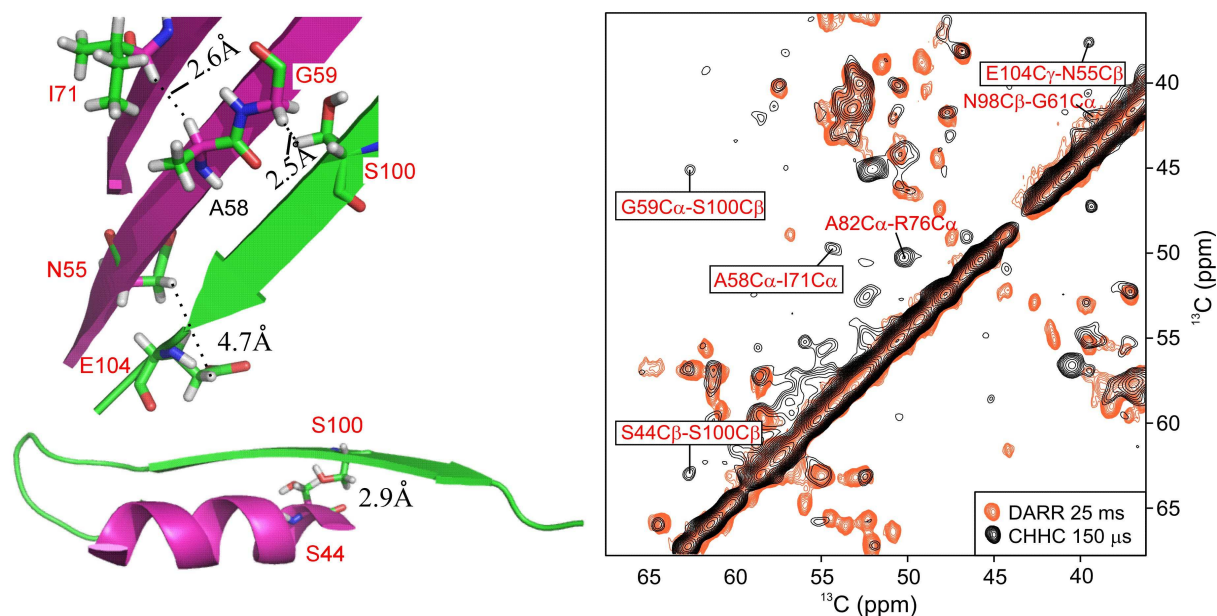 I71
2.6Å
G59
2.5Å
S100
A58
N55
E104
4.7Å
S100
2.9Å
S44
E104Cγ-N55Cβ
N98Cβ-G61Cα
G59Cα-S100Cβ
A82Cα-R76Cα
A58Cα-I71Cα
S44Cβ-S100Cβ
DARR 25 ms
CHHC 150 μs
40
45
50
55
60
65
¹³C (ppm)
65
60
55
50
45
40
¹³C (ppm)